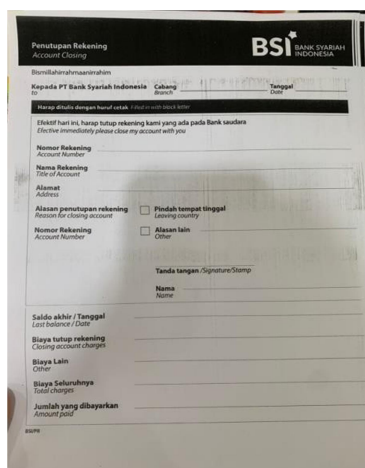 Penutupan Rekening
Account Closing
BSI BANK SYARIAH
INDONESIA
Bismillahirrahmaanirrahim
Kepada PT Bank Syariah Indonesia Cabang Tanggal
to Branch Date
Harap ditulis dengan huruf cetak Filled in with block letter
Efektif hari ini, harap tutup rekening kami yang ada pada Bank saudara
Efective immediately please close my account with you
Nomor Rekening
Account Number
Nama Rekening
Title of Account
Alamat
Address
Alasan penutupan rekening Pindah tempat tinggal
Reason for closing account Leaving country
Nomor Rekening Alasan lain
Account Number Other
Tanda tangan /Signature/Stamp
Nama
Name
Saldo akhir / Tanggal
Last balance / Date
Biaya tutup rekening
Closing account charges
Biaya Lain
Other
Biaya Seluruhnya
Total charges
Jumlah yang dibayarkan
Amount paid